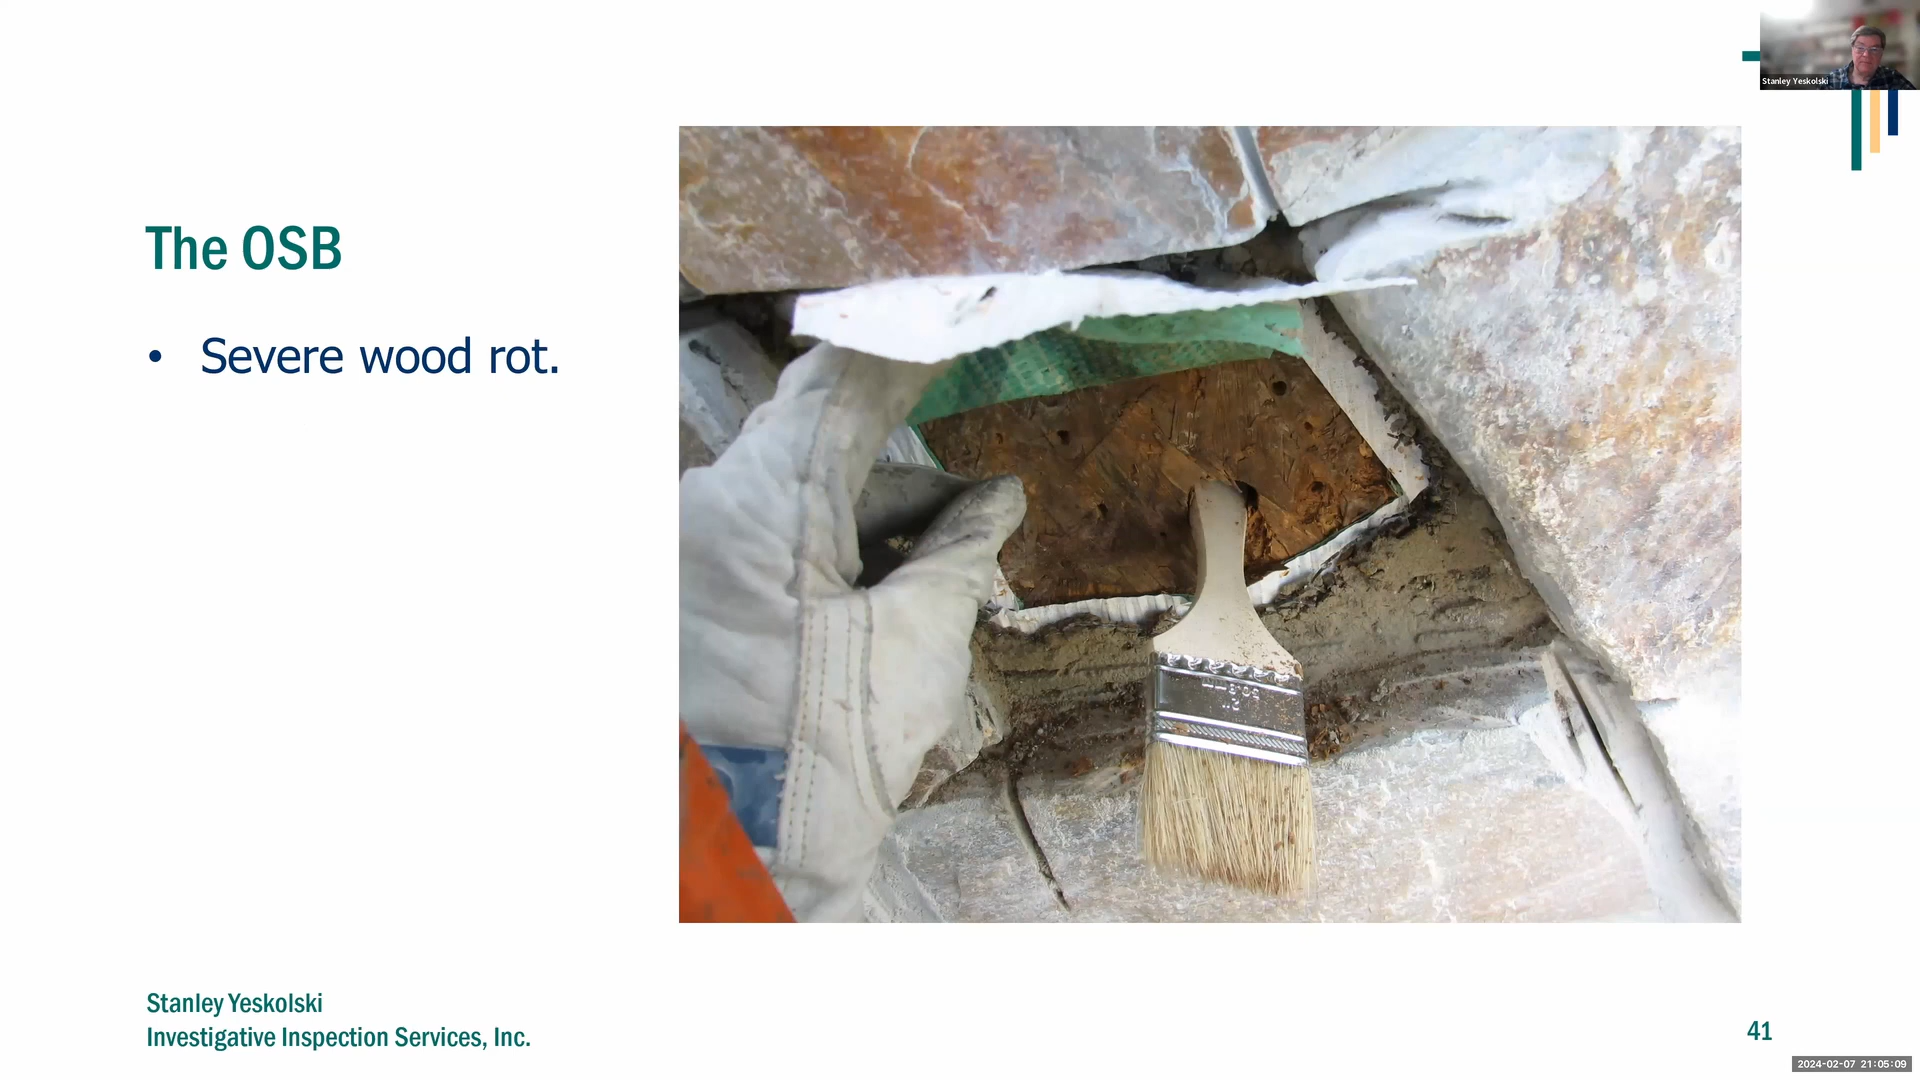 Stanley Yeskolski
The OSB
• Severe wood rot.
Stanley Yeskolski
Investigative Inspection Services, Inc.
41
2024-02-07 21:05:09